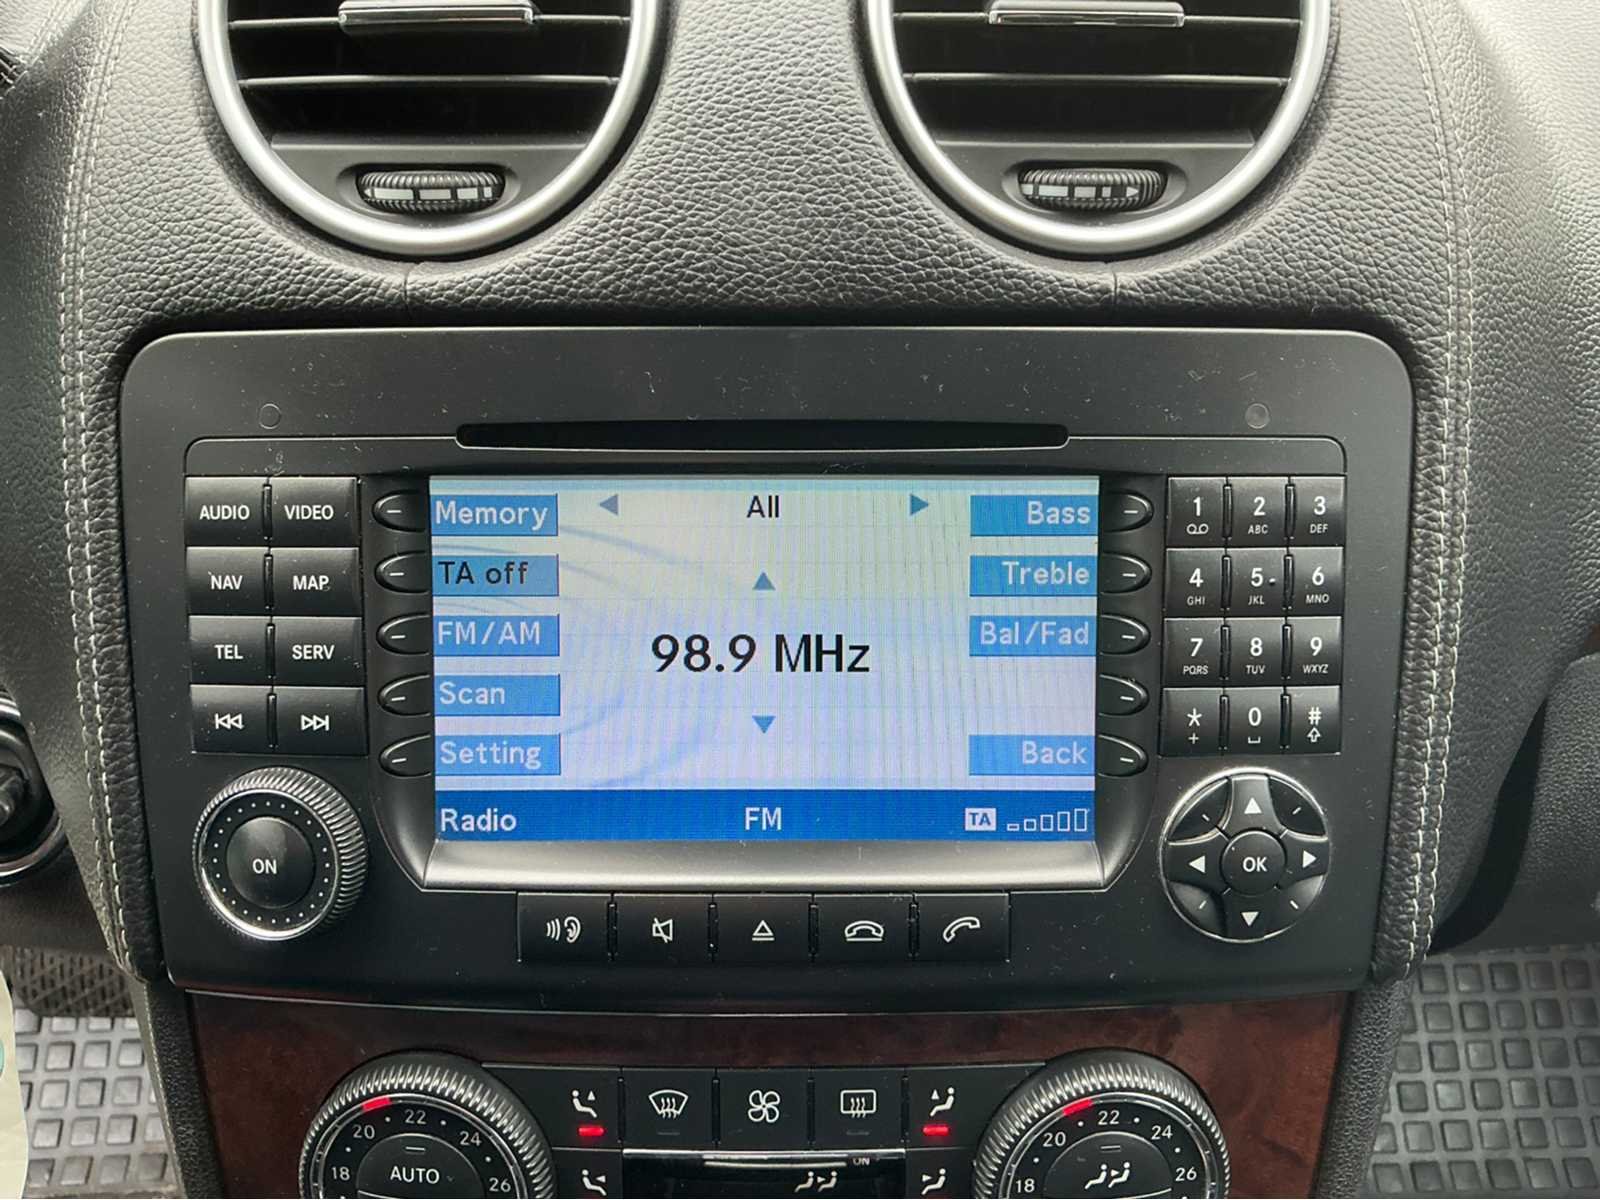 AUDIO VIDEO
NAV MAP
TEL SERV
ON
Memory All Bass
TA off Treble
FM/AM Bal/Fad
98.9 MHz
Scan
Setting Back
Radio FM TA
1 2 3
ABC DEF
4 5 6
GHI JKL MNO
7 8 9
PQRS TUV WXYZ
* 0 #
+
OK
20 22 24
18 AUTO 26
ON
20 22 24
18 26